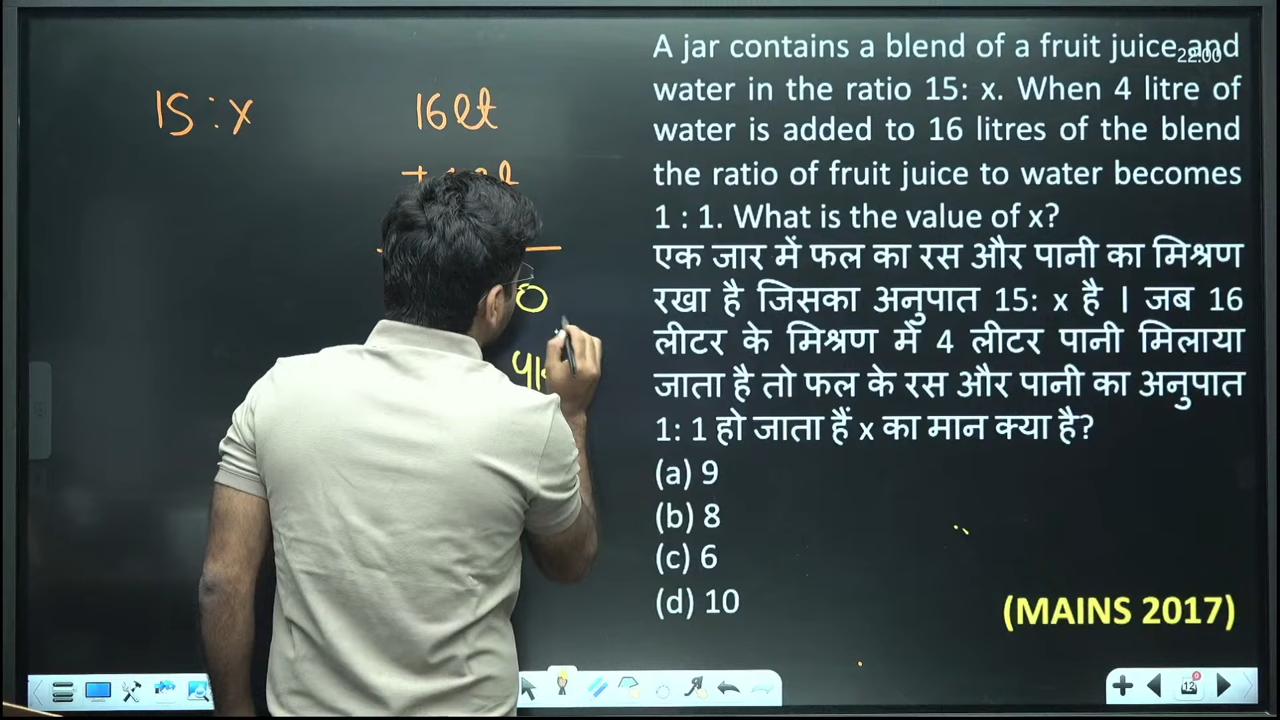 15 : x
16 lt
A jar contains a blend of a fruit juice and
22:00
water in the ratio 15: x. When 4 litre of
water is added to 16 litres of the blend
the ratio of fruit juice to water becomes
1 : 1. What is the value of x?
एक जार में फल का रस और पानी का मिश्रण
रखा है जिसका अनुपात 15: x है । जब 16
लीटर के मिश्रण में 4 लीटर पानी मिलाया
जाता है तो फल के रस और पानी का अनुपात
1: 1 हो जाता हैं x का मान क्या है?
(a) 9
(b) 8
(c) 6
(d) 10
(MAINS 2017)
12